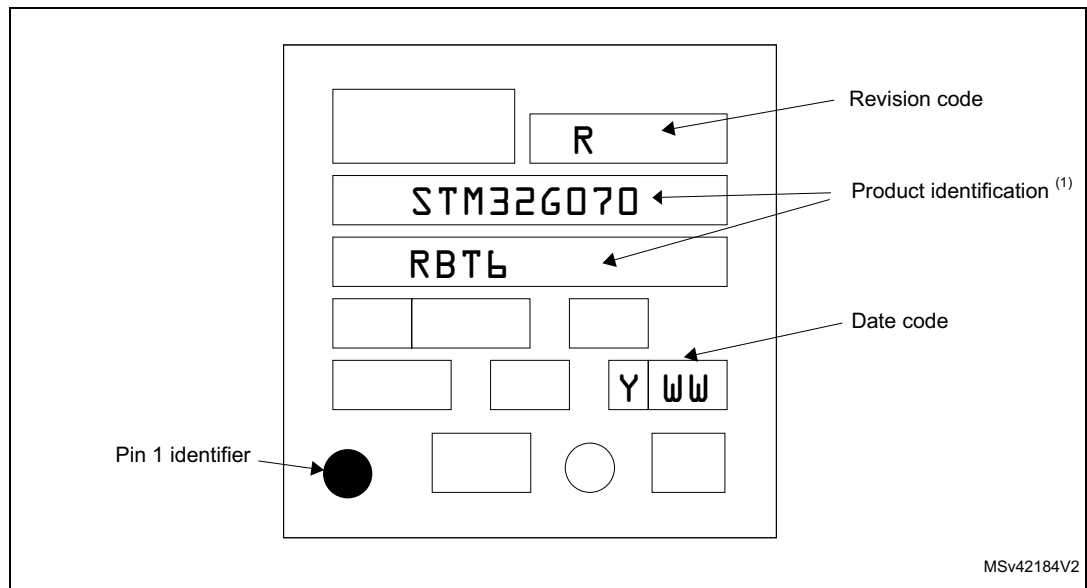 Revision code
R
STM32G070
Product identification (1)
RBT6
Date code
Y WW
Pin 1 identifier
MSv42184V2